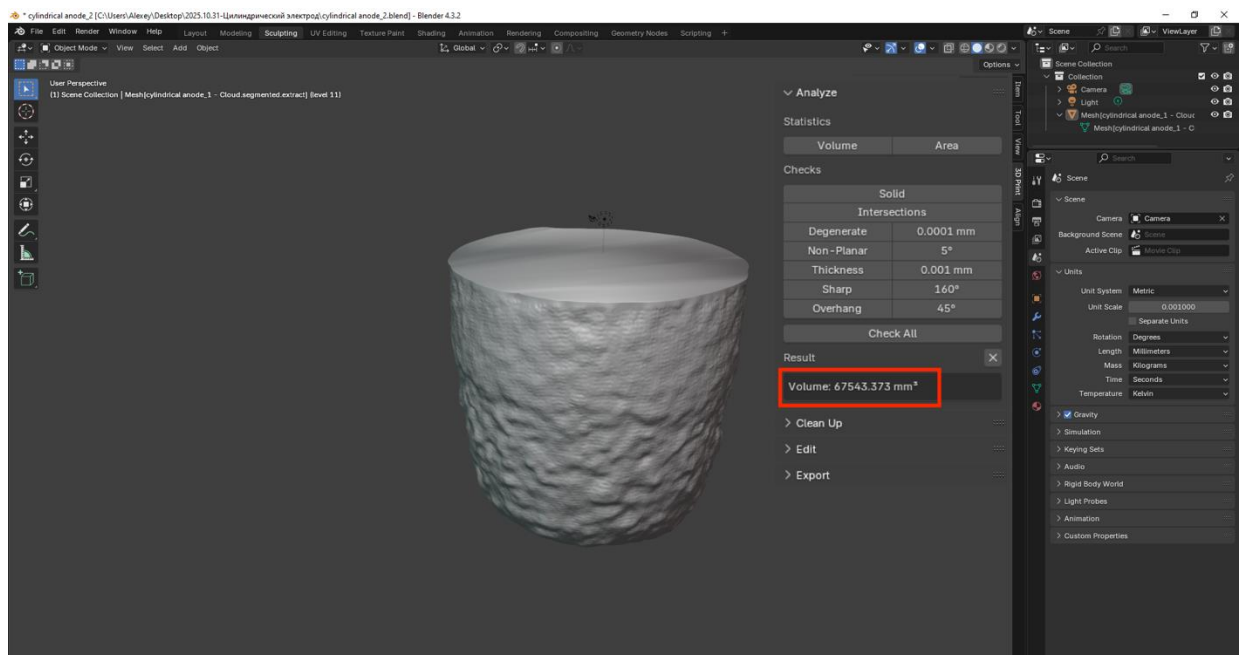 * cylindrical anode_2 [C:\Users\Alexey\Desktop\2025.10.31-Цилиндрический электрод\cylindrical anode_2.blend] - Blender 4.3.2
File Edit Render Window Help Layout Modeling Sculpting UV Editing Texture Paint Shading Animation Rendering Compositing Geometry Nodes Scripting + Scene ViewLayer
Object Mode View Select Add Object Global Search
Options
User Perspective
(1) Scene Collection | Mesh[cylindrical anode_1 - Cloud.segmented.extract] (level 11)
Item
Tool
View
3D Print
Align
Analyze
Statistics
Volume Area
Checks
Solid
Intersections
Degenerate 0.0001 mm
Non-Planar 5°
Thickness 0.001 mm
Sharp 160°
Overhang 45°
Check All
Result
Volume: 67543.373 mm³
Clean Up
Edit
Export
Scene Collection
Collection
Camera
Light
Mesh[cylindrical anode_1 - Clouc
Mesh[cylindrical anode_1 - C
Search
Scene
Scene
Camera Camera
Background Scene Scene
Active Clip Movie Clip
Units
Unit System Metric
Unit Scale 0.001000
Separate Units
Rotation Degrees
Length Millimeters
Mass Kilograms
Time Seconds
Temperature Kelvin
Gravity
Simulation
Keying Sets
Audio
Rigid Body World
Light Probes
Animation
Custom Properties